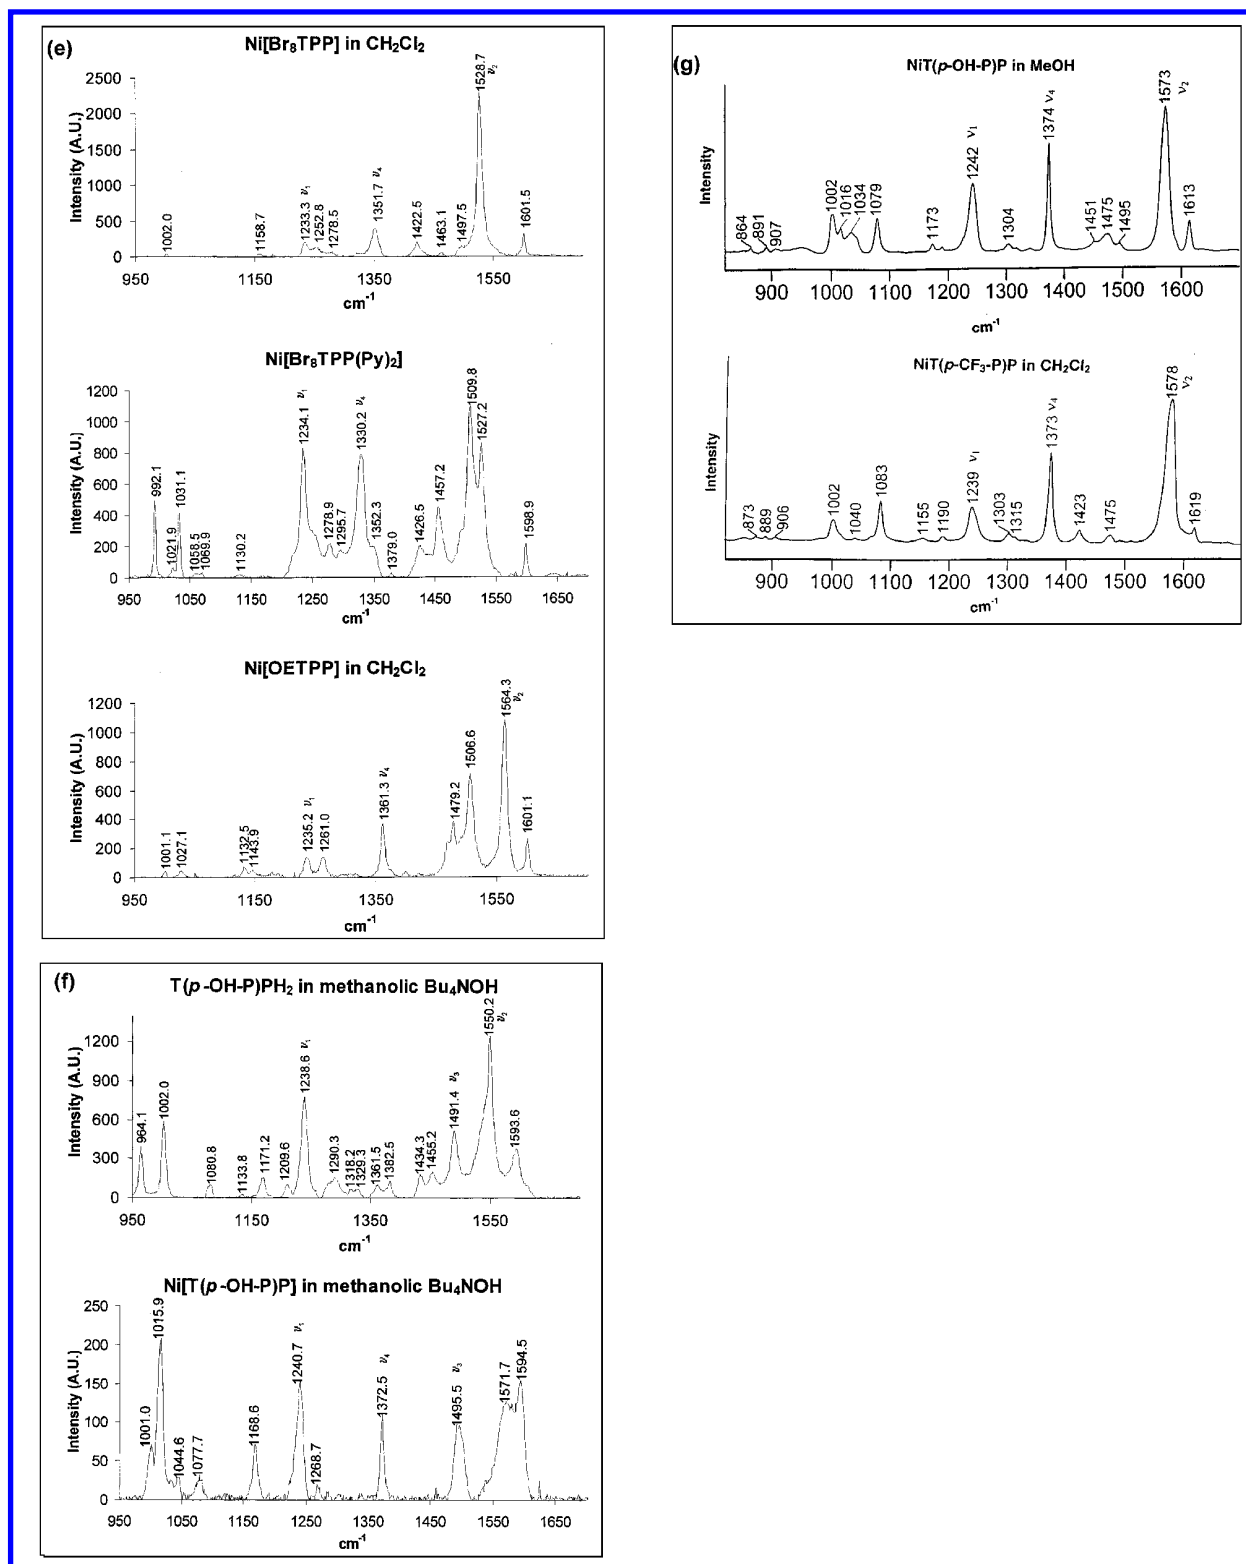 (e)
Ni[Br₈TPP] in CH₂Cl₂
Intensity (A.U.)
2500
2000
1500
1000
500
0
1002.0
1158.7
1233.3 ν₁
1252.8
1278.5
1351.7 ν₄
1422.5
1463.1
1497.5
1528.7
ν₂
1601.5
950 1150 1350 1550
cm⁻¹
Ni[Br₈TPP(Py)₂]
Intensity (A.U.)
1200
1000
800
600
400
200
0
992.1
1021.9
1031.1
1058.5
1069.9
1130.2
1234.1 ν₁
1278.9
1295.7
1330.2 ν₄
1352.3
1379.0
1426.5
1457.2
1509.8
1527.2
1598.9
950 1050 1150 1250 1350 1450 1550 1650
cm⁻¹
Ni[OETPP] in CH₂Cl₂
Intensity (A.U.)
1200
1000
800
600
400
200
0
1001.1
1027.1
1132.5
1143.9
1235.2 ν₁
1261.0
1361.3 ν₄
1479.2
1506.6
1564.3
ν₂
1601.1
950 1150 1350 1550
cm⁻¹
(f)
T(p-OH-P)PH₂ in methanolic Bu₄NOH
Intensity (A.U.)
1200
900
600
300
0
964.1
1002.0
1080.8
1133.8
1171.2
1209.6
1238.6 ν₁
1290.3
1318.2
1329.3
1361.5
1382.5
1434.3
1455.2
1491.4 ν₃
1550.2
ν₂
1593.6
950 1150 1350 1550
cm⁻¹
Ni[T(p-OH-P)P] in methanolic Bu₄NOH
Intensity (A.U.)
250
200
150
100
50
0
1001.0
1015.9
1044.6
1077.7
1168.6
1240.7 ν₁
1268.7
1372.5 ν₄
1495.5 ν₃
1571.7
1594.5
950 1050 1150 1250 1350 1450 1550 1650
cm⁻¹
(g)
NiT(p-OH-P)P in MeOH
Intensity
864
891
907
1002
1016
1034
1079
1173
1242 ν₁
1304
1374 ν₄
1451
1475
1495
1573
ν₂
1613
900 1000 1100 1200 1300 1400 1500 1600
cm⁻¹
NiT(p-CF₃-P)P in CH₂Cl₂
Intensity
873
889
906
1002
1040
1083
1155
1190
1239 ν₁
1303
1315
1373 ν₄
1423
1475
1578
ν₂
1619
900 1000 1100 1200 1300 1400 1500 1600
cm⁻¹